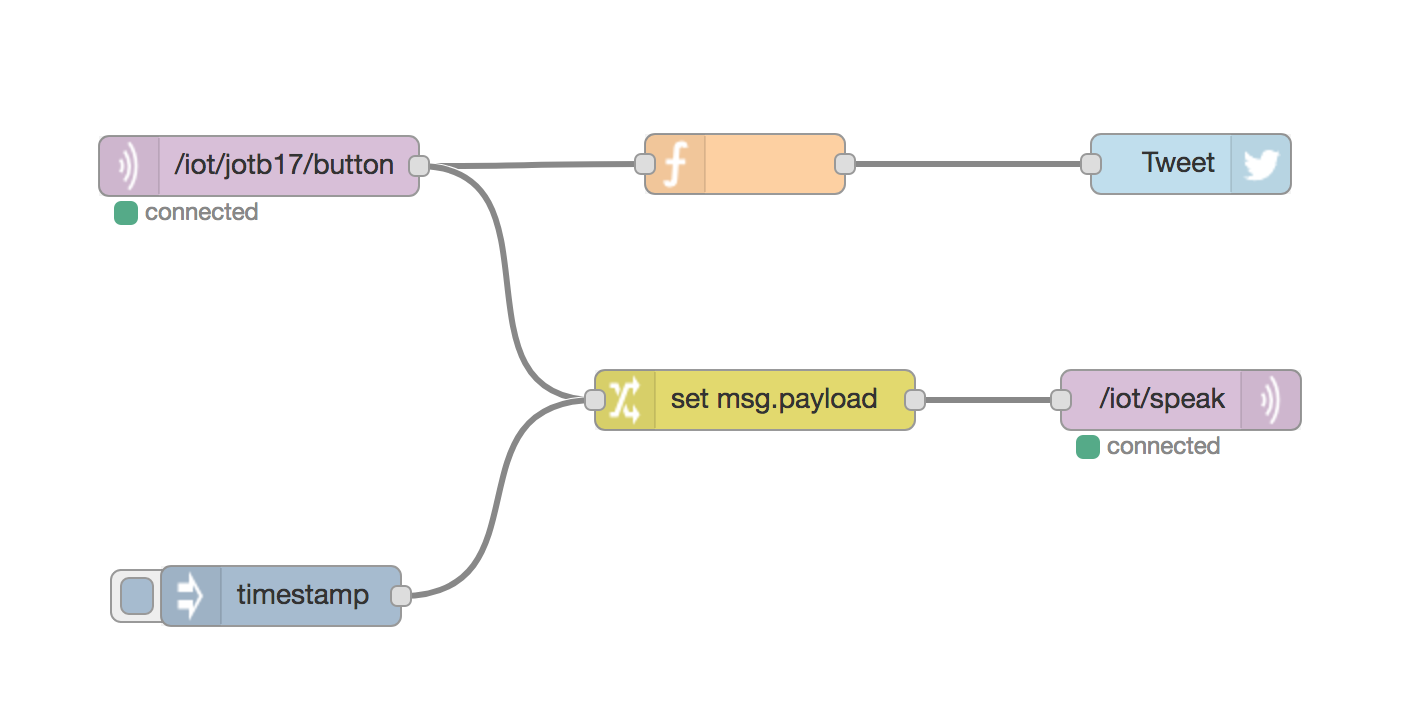 /iot/jotb17/button
Tweet
connected
set msg.payload
/iot/speak
connected
timestamp